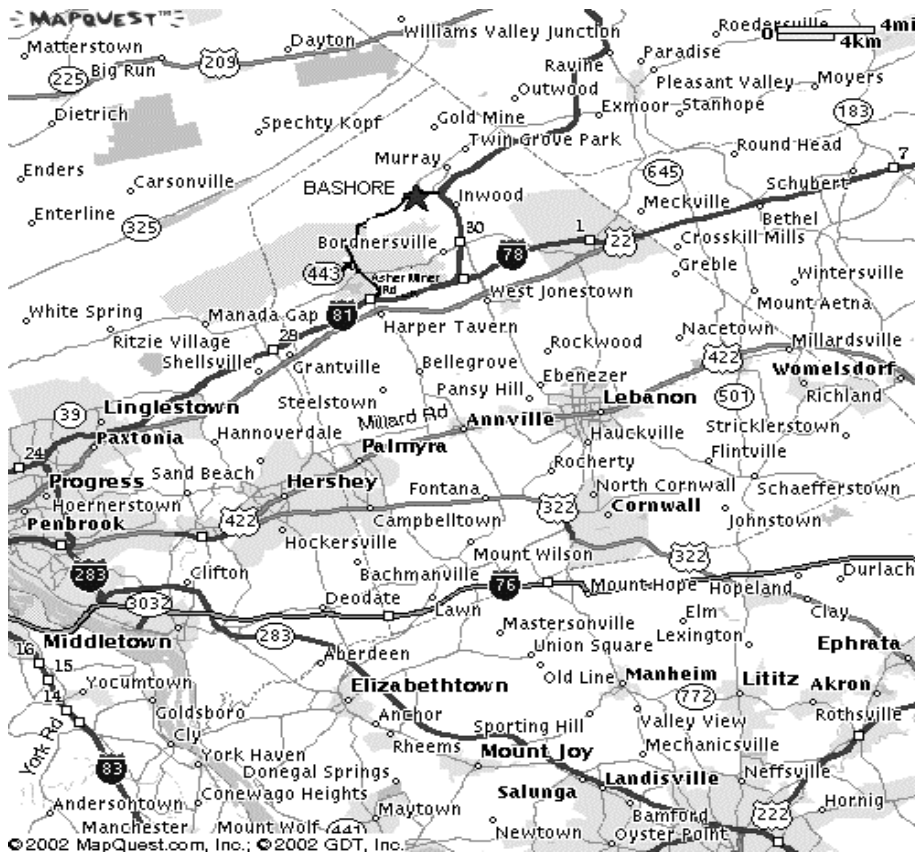 MAPQUEST™
Roedersville
0 4mi
4km
Williams Valley Junction
Dayton
Matterstown
209
Paradise
Ravine
225
Big Run
Pleasant Valley
Moyers
Outwood
Exmoor
Stanhope
Dietrich
Spechty Kopf
Gold Mine
183
Twin Grove Park
Round Head
7
Murray
Enders
645
Schubert
Carsonville
BASHORE
Inwood
Meckville
Bethel
Enterline
325
30
1
22
Bordnersville
78
Crosskill Mills
443
Asher Miner
Rd
Greble
Wintersville
West Jonestown
Mount Aetna
White Spring
Manada Gap
81
Harper Tavern
Ritzie Village
28
Nacetown
Millardsville
Shellsville
Grantville
Rockwood
422
Bellegrove
Ebenezer
Womelsdorf
Steelstown
Pansy Hill
Lebanon
501
Richland
39
Linglestown
Millard Rd
Annville
Stricklerstown
Paxtonia
Hannoverdale
Palmyra
Hauckville
24
Sand Beach
Rocherty
Flintville
Progress
Hershey
Fontana
North Cornwall
Schaefferstown
Hoernerstown
322
Cornwall
Penbrook
422
Campbelltown
Johnstown
Hockersville
Mount Wilson
322
283
Clifton
Bachmanville
76
Mount Hope
Hopeland
Durlach
3032
Deodate
Lawn
Elm
Clay
Middletown
283
Mastersonville
Lexington
16
Union Square
Ephrata
15
Aberdeen
Old Line
Manheim
Lititz
Akron
14
Yocumtown
Elizabethtown
772
Goldsboro
Anchor
Sporting Hill
Valley View
Rothsville
Cly
York Rd
Rheems
Mount Joy
Mechanicsville
83
York Haven
Donegal Springs
Landisville
Neffsville
Conewago Heights
Salunga
222
Hornig
Andersontown
Maytown
Bamford
Manchester
Mount Wolf
441
Newtown
Oyster Point
©2002 MapQuest.com, Inc.; ©2002 GDT, Inc.